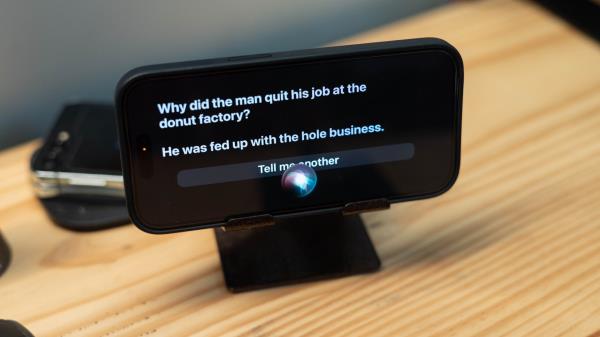 Why did the man quit his job at the
donut factory?
He was fed up with the hole business.
Tell me another